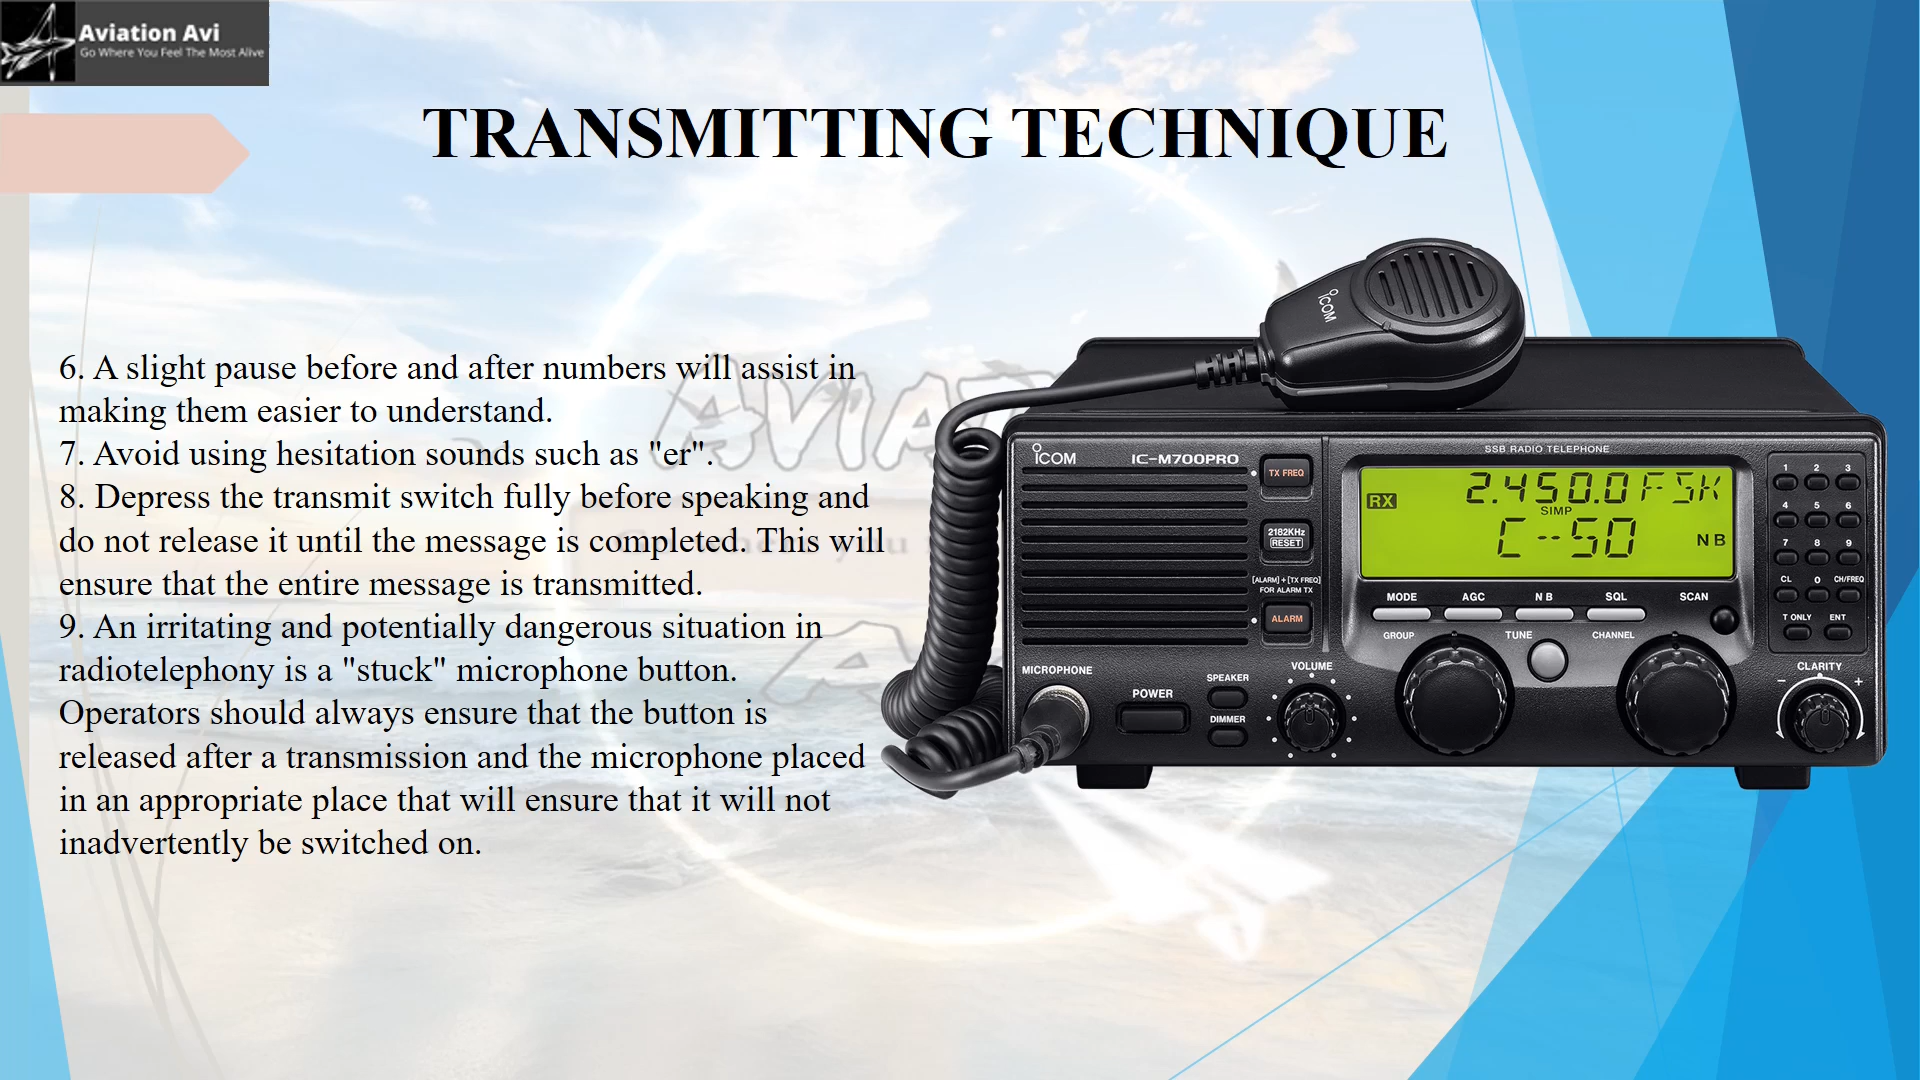 Aviation Avi
Go Where You Feel The Most Alive
TRANSMITTING TECHNIQUE
6. A slight pause before and after numbers will assist in
making them easier to understand.
7. Avoid using hesitation sounds such as "er".
8. Depress the transmit switch fully before speaking and
do not release it until the message is completed. This will
ensure that the entire message is transmitted.
9. An irritating and potentially dangerous situation in
radiotelephony is a "stuck" microphone button.
Operators should always ensure that the button is
released after a transmission and the microphone placed
in an appropriate place that will ensure that it will not
inadvertently be switched on.
ICOM
ICOM
IC-M700PRO
SSB RADIO TELEPHONE
TX FREQ
2182KHz
RESET
[ALARM] + [TX FREQ]
FOR ALARM TX
ALARM
RX
2.450.0 FSK
SIMP
C--50
NB
MODE AGC NB SQL SCAN
GROUP TUNE CHANNEL
1 2 3
4 5 6
7 8 9
CL 0 CH/FREQ
T ONLY ENT
MICROPHONE
POWER
SPEAKER
DIMMER
VOLUME
CLARITY
- +